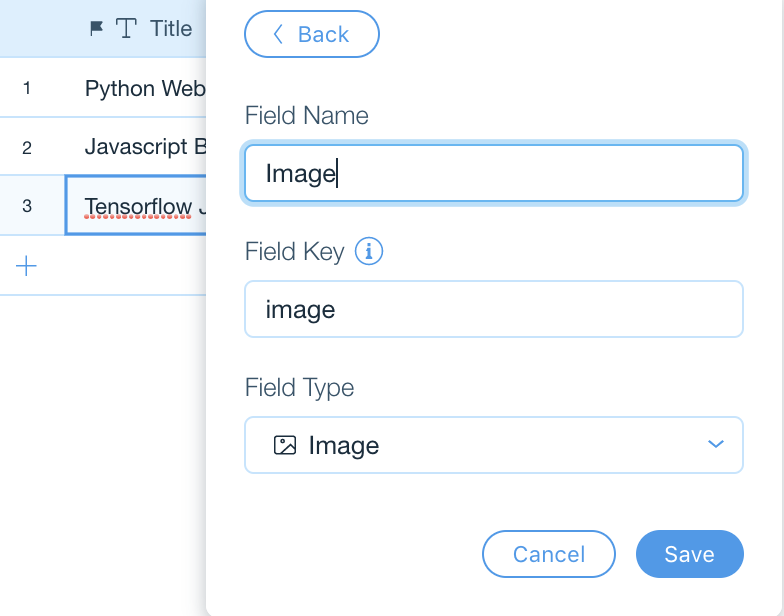 Title
1 Python Web
2 Javascript B
3 Tensorflow J
Back
Field Name
Image
Field Key
image
Field Type
Image
Cancel Save